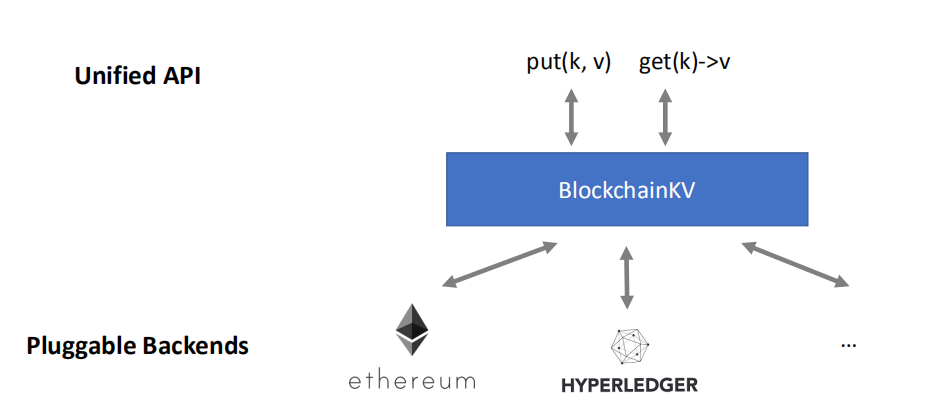 Unified API
put(k, v) get(k)->v
BlockchainKV
Pluggable Backends
ethereum
HYPERLEDGER
...